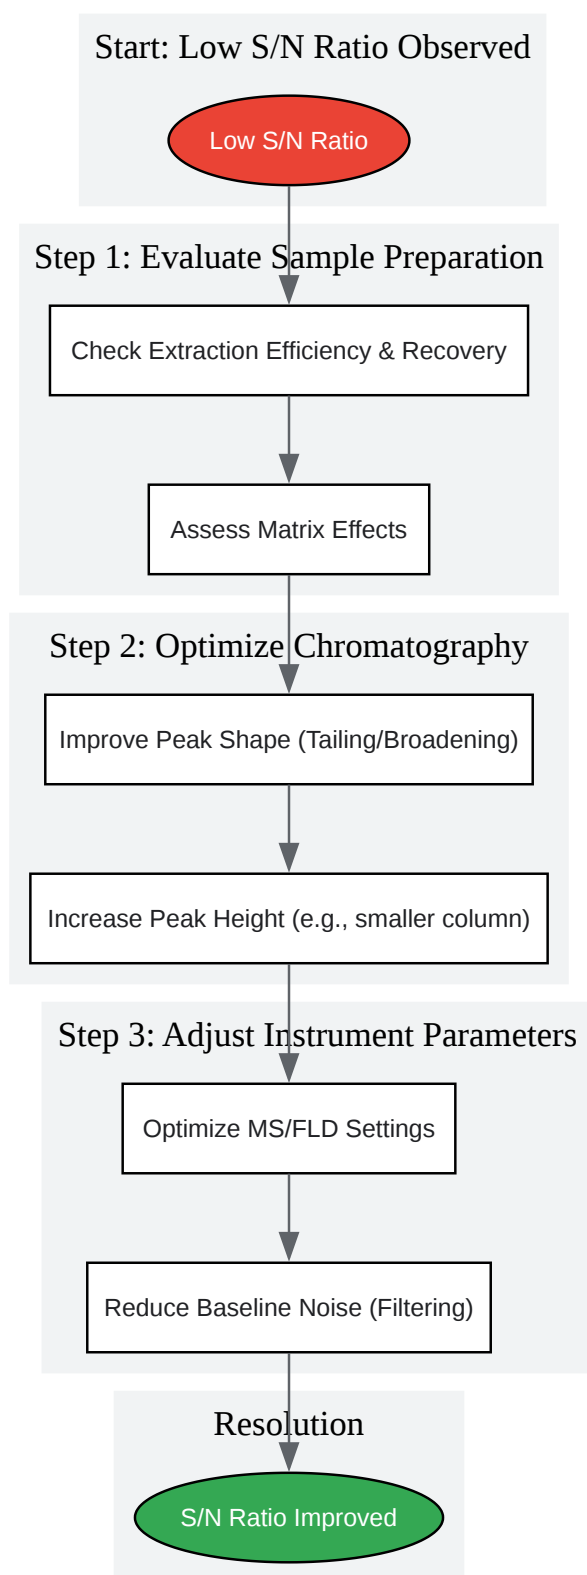 Start: Low S/N Ratio Observed
Low S/N Ratio
Step 1: Evaluate Sample Preparation
Check Extraction Efficiency & Recovery
Assess Matrix Effects
Step 2: Optimize Chromatography
Improve Peak Shape (Tailing/Broadening)
Increase Peak Height (e.g., smaller column)
Step 3: Adjust Instrument Parameters
Optimize MS/FLD Settings
Reduce Baseline Noise (Filtering)
Resolution
S/N Ratio Improved